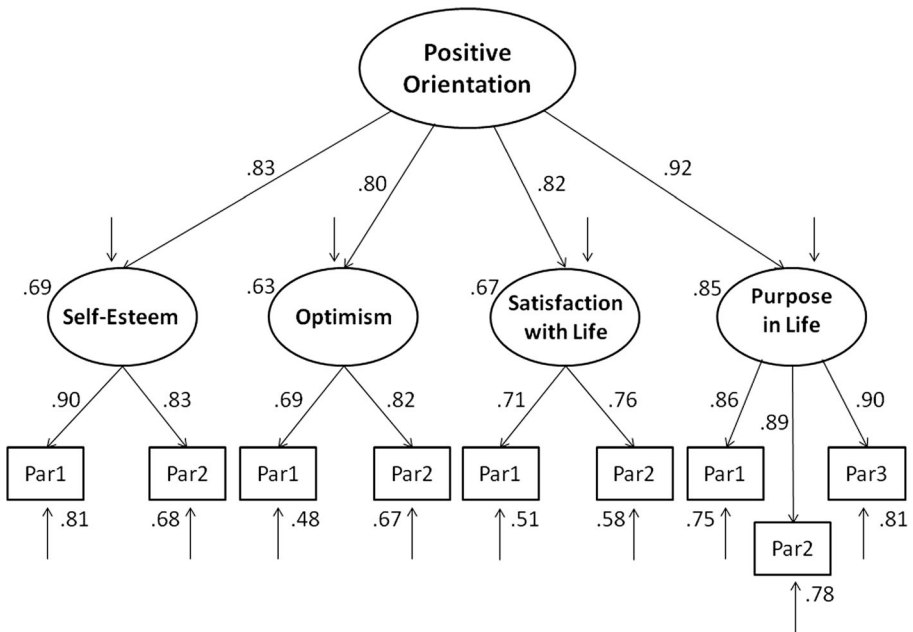 Positive
Orientation
.83
.80
.82
.92
.69
Self-Esteem
.63
Optimism
.67
Satisfaction
with Life
.85
Purpose
in Life
.90
.83
.69
.82
.71
.76
.86
.89
.90
Par1
Par2
Par1
Par2
Par1
Par2
Par1
Par3
.81
.68
.48
.67
.51
.58
.75
.81
Par2
.78